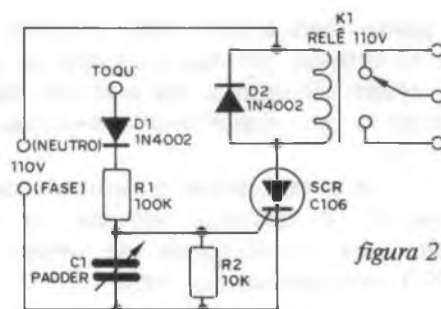 K1
RELÊ 110V
TOQU
D1
1N4002
D2
1N4002
(NEUTRO)
110V
(FASE)
R1
100K
SCR
C106
C1
PADDER
R2
10K
figura 2